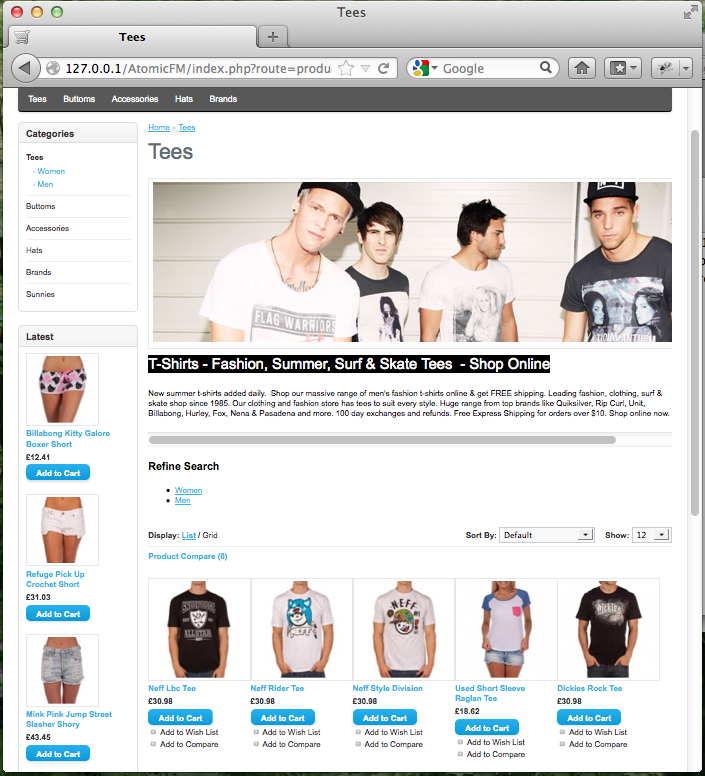 Tees
Tees
127.0.0.1/AtomicFM/index.php?route=produ
Google
Tees Buttoms Accessories Hats Brands
Categories
Tees
- Women
- Men
Buttoms
Accessories
Hats
Brands
Sunnies
Latest
Billabong Kitty Galore
Boxer Short
£12.41
Add to Cart
Refuge Pick Up
Crochet Short
£31.03
Add to Cart
Mink Pink Jump Street
Slasher Shory
£43.45
Add to Cart
Home » Tees
Tees
FLAG WARRIORS
T-Shirts - Fashion, Summer, Surf & Skate Tees  - Shop Online
New summer t-shirts added daily.  Shop our massive range of men's fashion t-shirts online & get FREE shipping. Leading fashion, clothing, surf &
skate shop since 1985. Our clothing and fashion store has tees to suit every style. Huge range from top brands like Quiksilver, Rip Curl, Unit,
Billabong, Hurley, Fox, Nena & Pasadena and more. 100 day exchanges and refunds. Free Express Shipping for orders over $10. Shop online now.
Refine Search
Women
Men
Display: List / Grid
Sort By: Default Show: 12
Product Compare (0)
ALL STAR
NEFF
NEFF
Dickies
Neff Lbc Tee
£30.98
Add to Cart
Add to Wish List
Add to Compare
Neff Rider Tee
£30.98
Add to Cart
Add to Wish List
Add to Compare
Neff Style Division
£30.98
Add to Cart
Add to Wish List
Add to Compare
Used Short Sleeve
Raglan Tee
£18.62
Add to Cart
Add to Wish List
Add to Compare
Dickies Rock Tee
£30.98
Add to Cart
Add to Wish List
Add to Compare